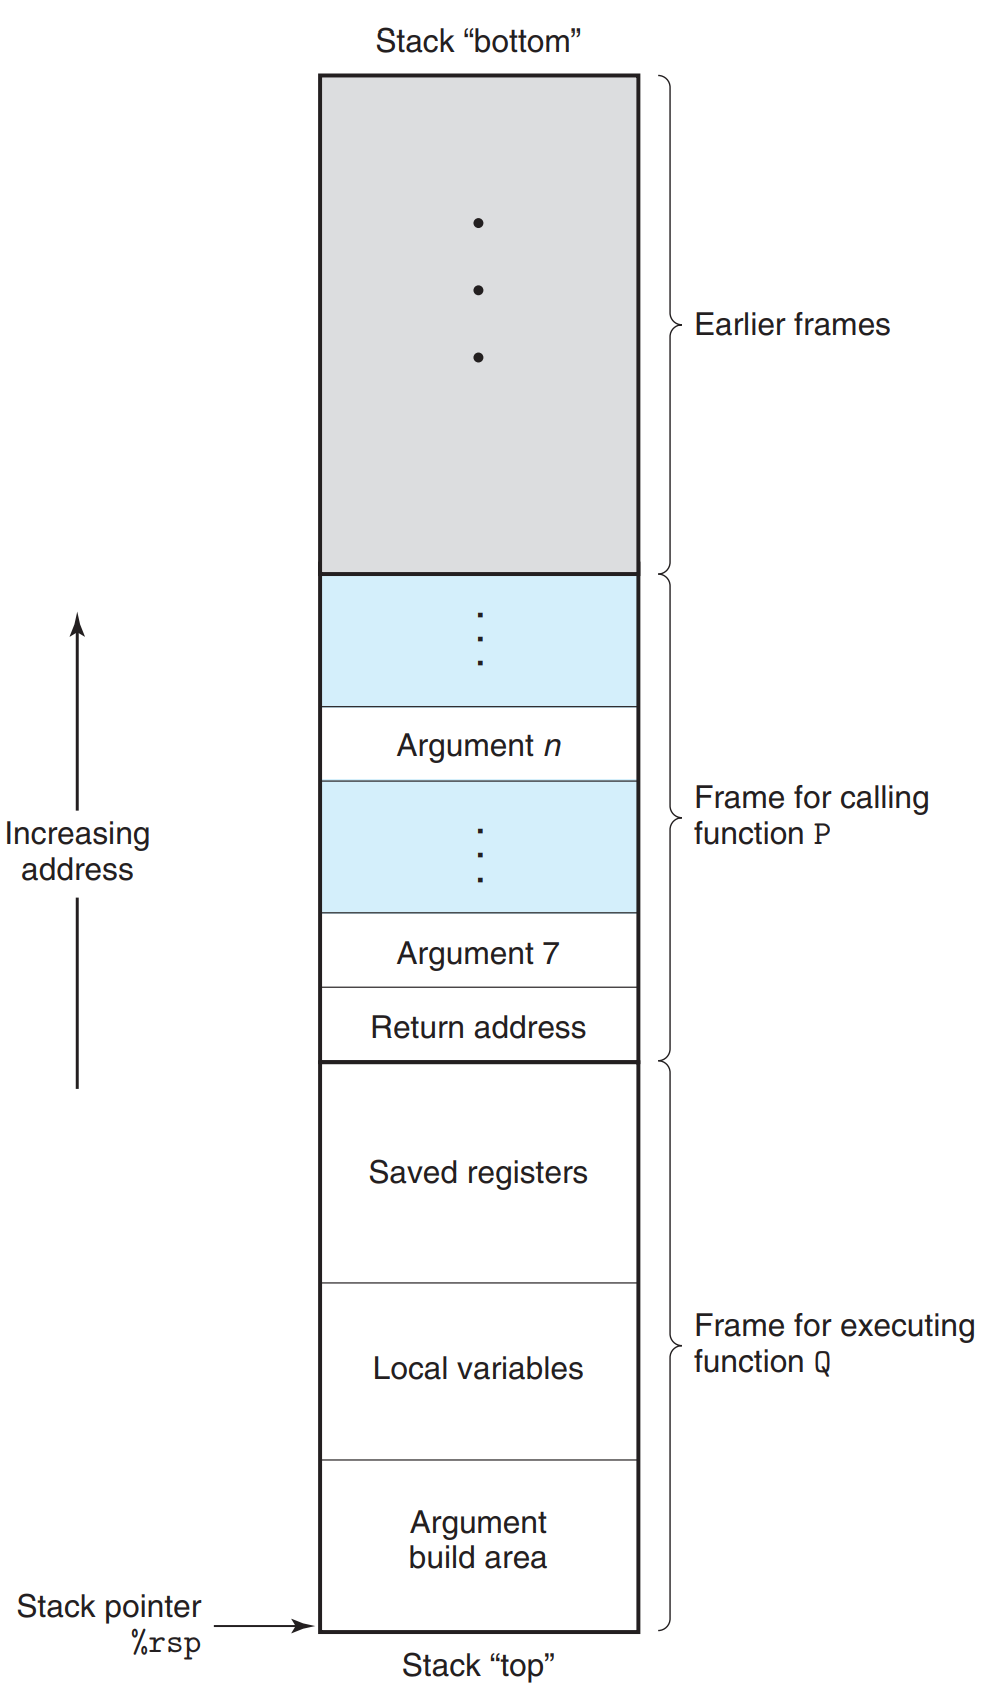 Stack “bottom”
Earlier frames
Argument n
Increasing
address
Frame for calling
function P
Argument 7
Return address
Saved registers
Local variables
Frame for executing
function Q
Argument
build area
Stack pointer
%rsp
Stack “top”